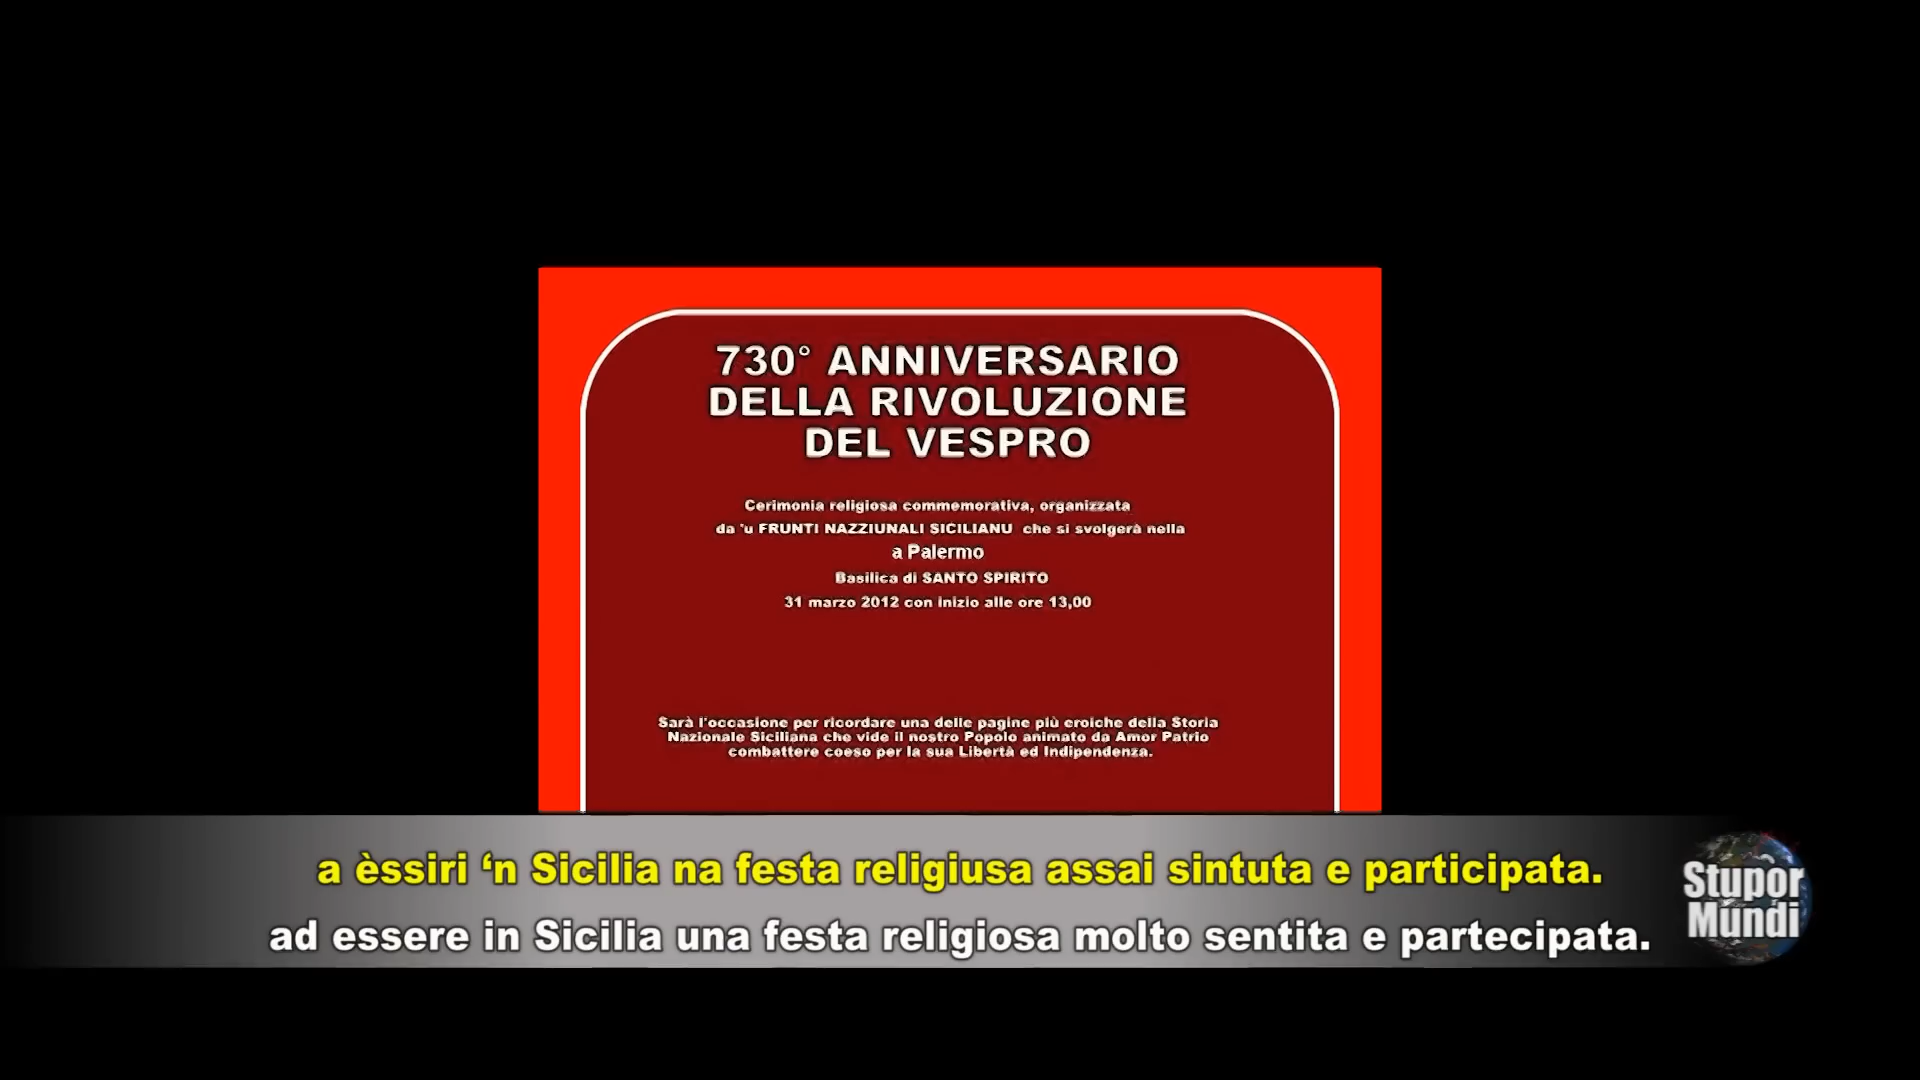 730° ANNIVERSARIO
DELLA RIVOLUZIONE
DEL VESPRO
Cerimonia religiosa commemorativa, organizzata
da 'u FRUNTI NAZZIUNALI SICILIANU che si svolgerà nella
a Palermo
Basilica di SANTO SPIRITO
31 marzo 2012 con inizio alle ore 13,00
Sarà l'occasione per ricordare una delle pagine più eroiche della Storia
Nazionale Siciliana che vide il nostro Popolo animato da Amor Patrio
combattere coeso per la sua Libertà ed Indipendenza.
a èssiri ‘n Sicilia na festa religiusa assai sintuta e participata.
ad essere in Sicilia una festa religiosa molto sentita e partecipata.
Stupor
Mundi